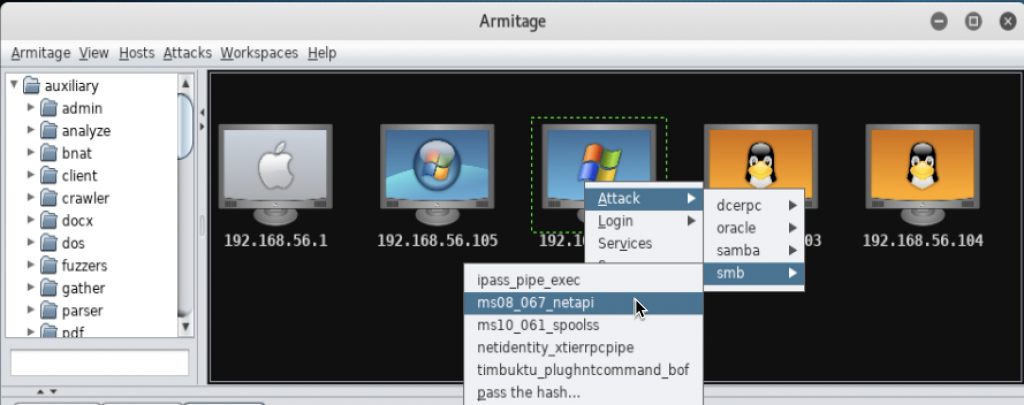 Armitage
Armitage View Hosts Attacks Workspaces Help
auxiliary
admin
analyze
bnat
client
crawler
docx
dos
fuzzers
gather
parser
pdf
192.168.56.1
192.168.56.105
192.1
03
192.168.56.104
Attack
Login
Services
dcerpc
oracle
samba
smb
ipass_pipe_exec
ms08_067_netapi
ms10_061_spoolss
netidentity_xtierrpcpipe
timbuktu_plughntcommand_bof
pass the hash...